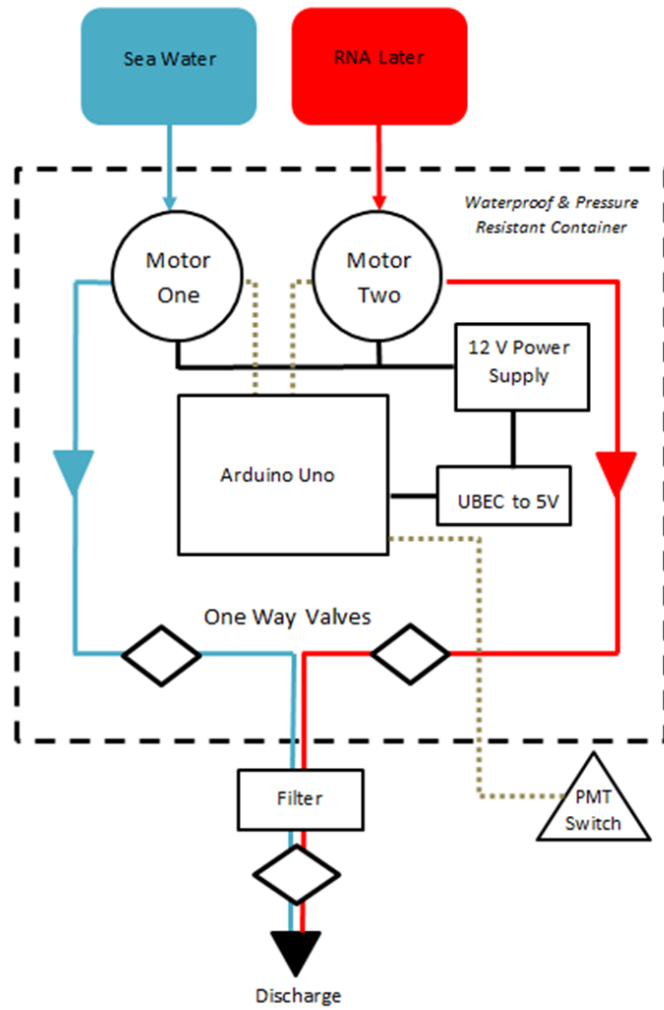 Sea Water
RNA Later
Waterproof & Pressure
Resistant Container
Motor
One
Motor
Two
12 V Power
Supply
Arduino Uno
UBEC to 5V
One Way Valves
Filter
PMT
Switch
Discharge